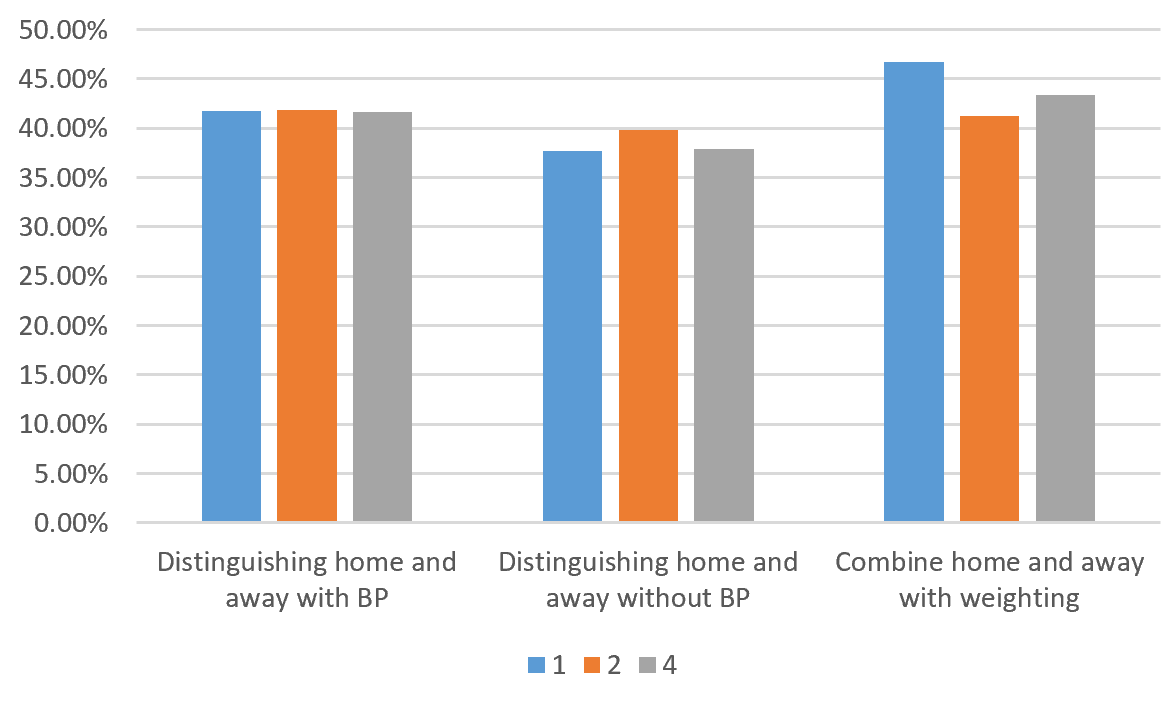 50.00%
45.00%
40.00%
35.00%
30.00%
25.00%
20.00%
15.00%
10.00%
5.00%
0.00%
Distinguishing home and
away with BP
Distinguishing home and
away without BP
Combine home and away
with weighting
1 2 4